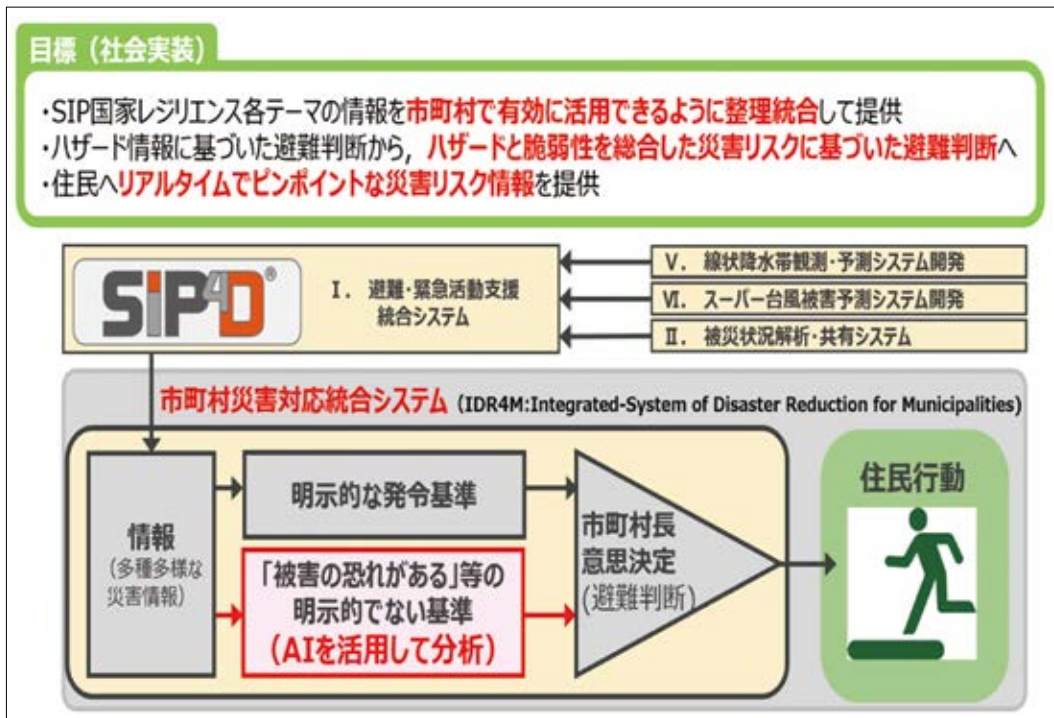 目標（社会実装）
・SIP国家レジリエンス各テーマの情報を市町村で有効に活用できるように整理統合して提供
・ハザード情報に基づいた避難判断から，ハザードと脆弱性を総合した災害リスクに基づいた避難判断へ
・住民へリアルタイムでピンポイントな災害リスク情報を提供
SiP4D®
Ⅰ．避難・緊急活動支援
統合システム
Ⅴ．線状降水帯観測・予測システム開発
Ⅵ．スーパー台風被害予測システム開発
Ⅱ．被災状況解析・共有システム
市町村災害対応統合システム（IDR4M:Integrated-System of Disaster Reduction for Municipalities）
情報
（多種多様な
災害情報）
明示的な発令基準
「被害の恐れがある」等の
明示的でない基準
（AIを活用して分析）
市町村長
意思決定
（避難判断）
住民行動